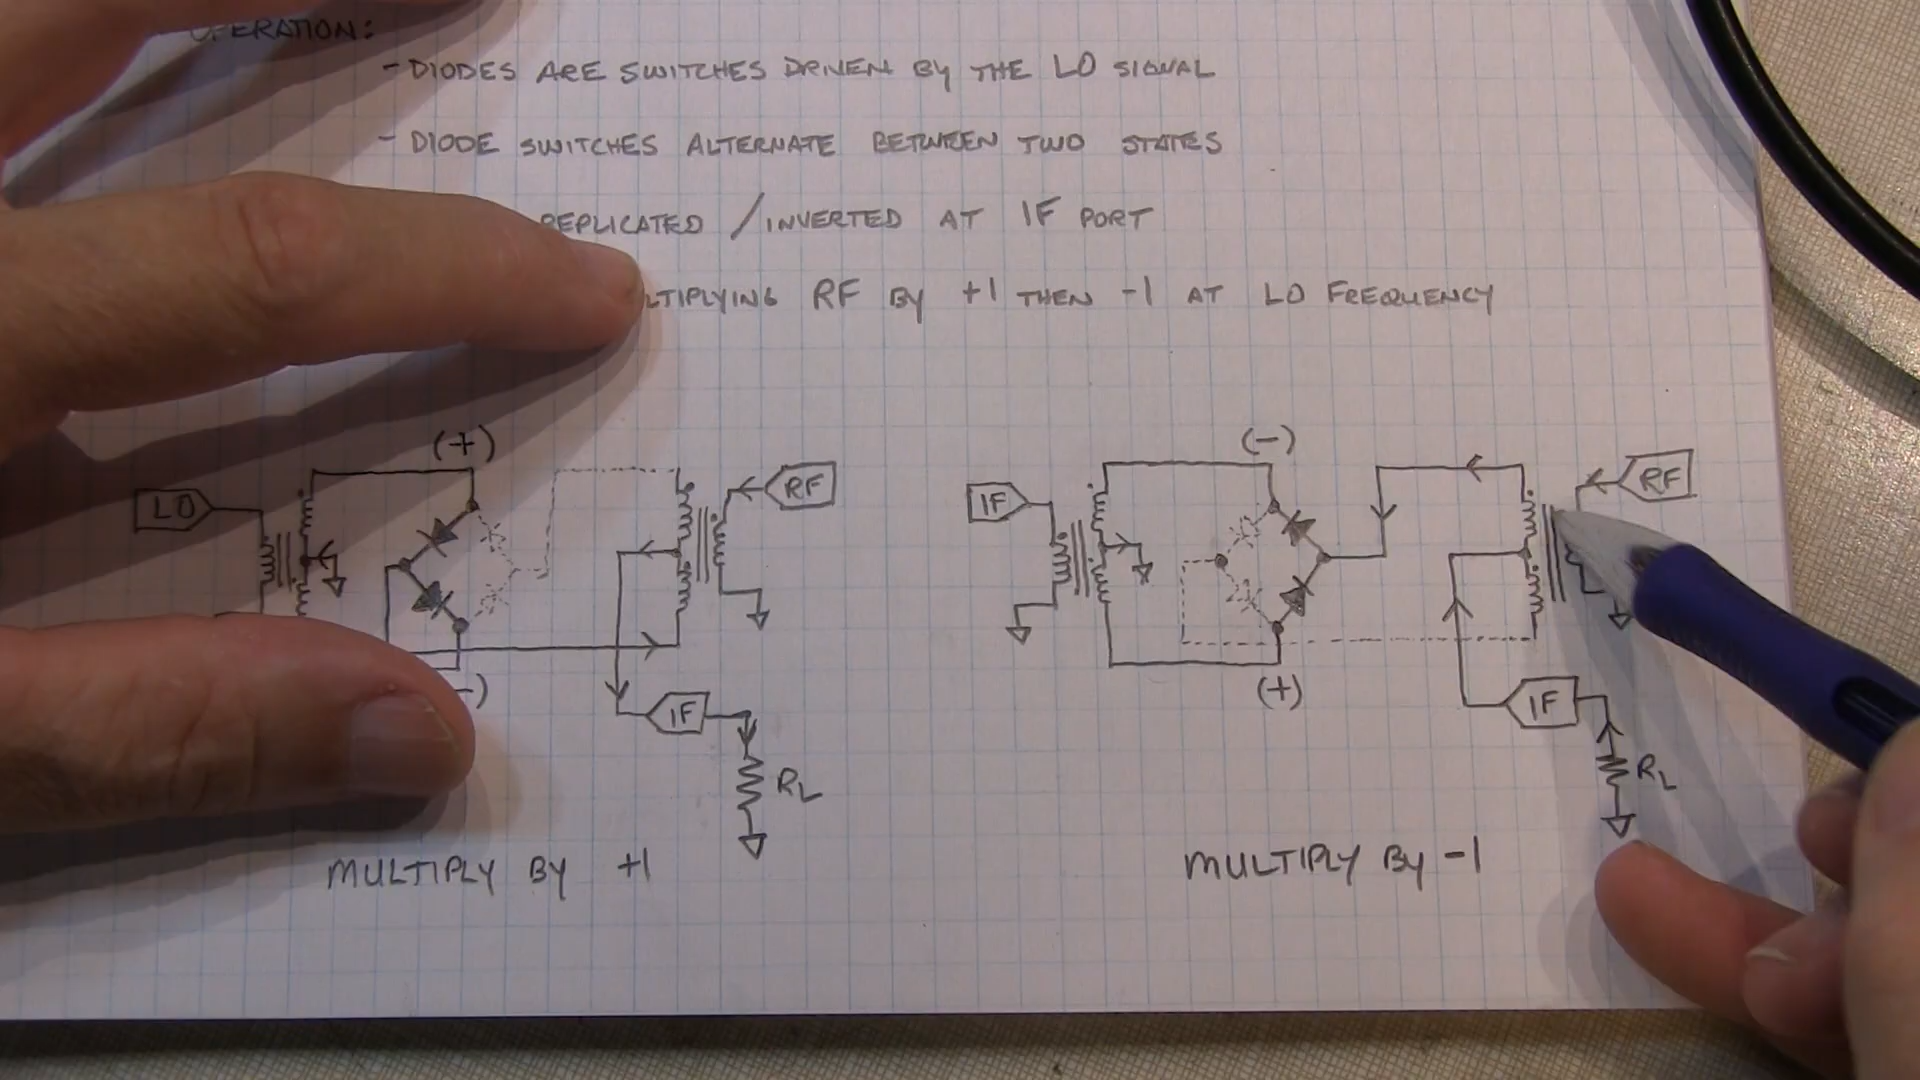 OPERATION:
- DIODES ARE SWITCHES DRIVEN BY THE LO SIGNAL
- DIODE SWITCHES ALTERNATE BETWEEN TWO STATES
REPLICATED / INVERTED AT IF PORT
LTIPLYING RF BY +1 THEN -1 AT LO FREQUENCY
(+) (-)
LO RF IF RF
-) (+)
IF IF
RL RL
MULTIPLY BY +1 MULTIPLY BY -1